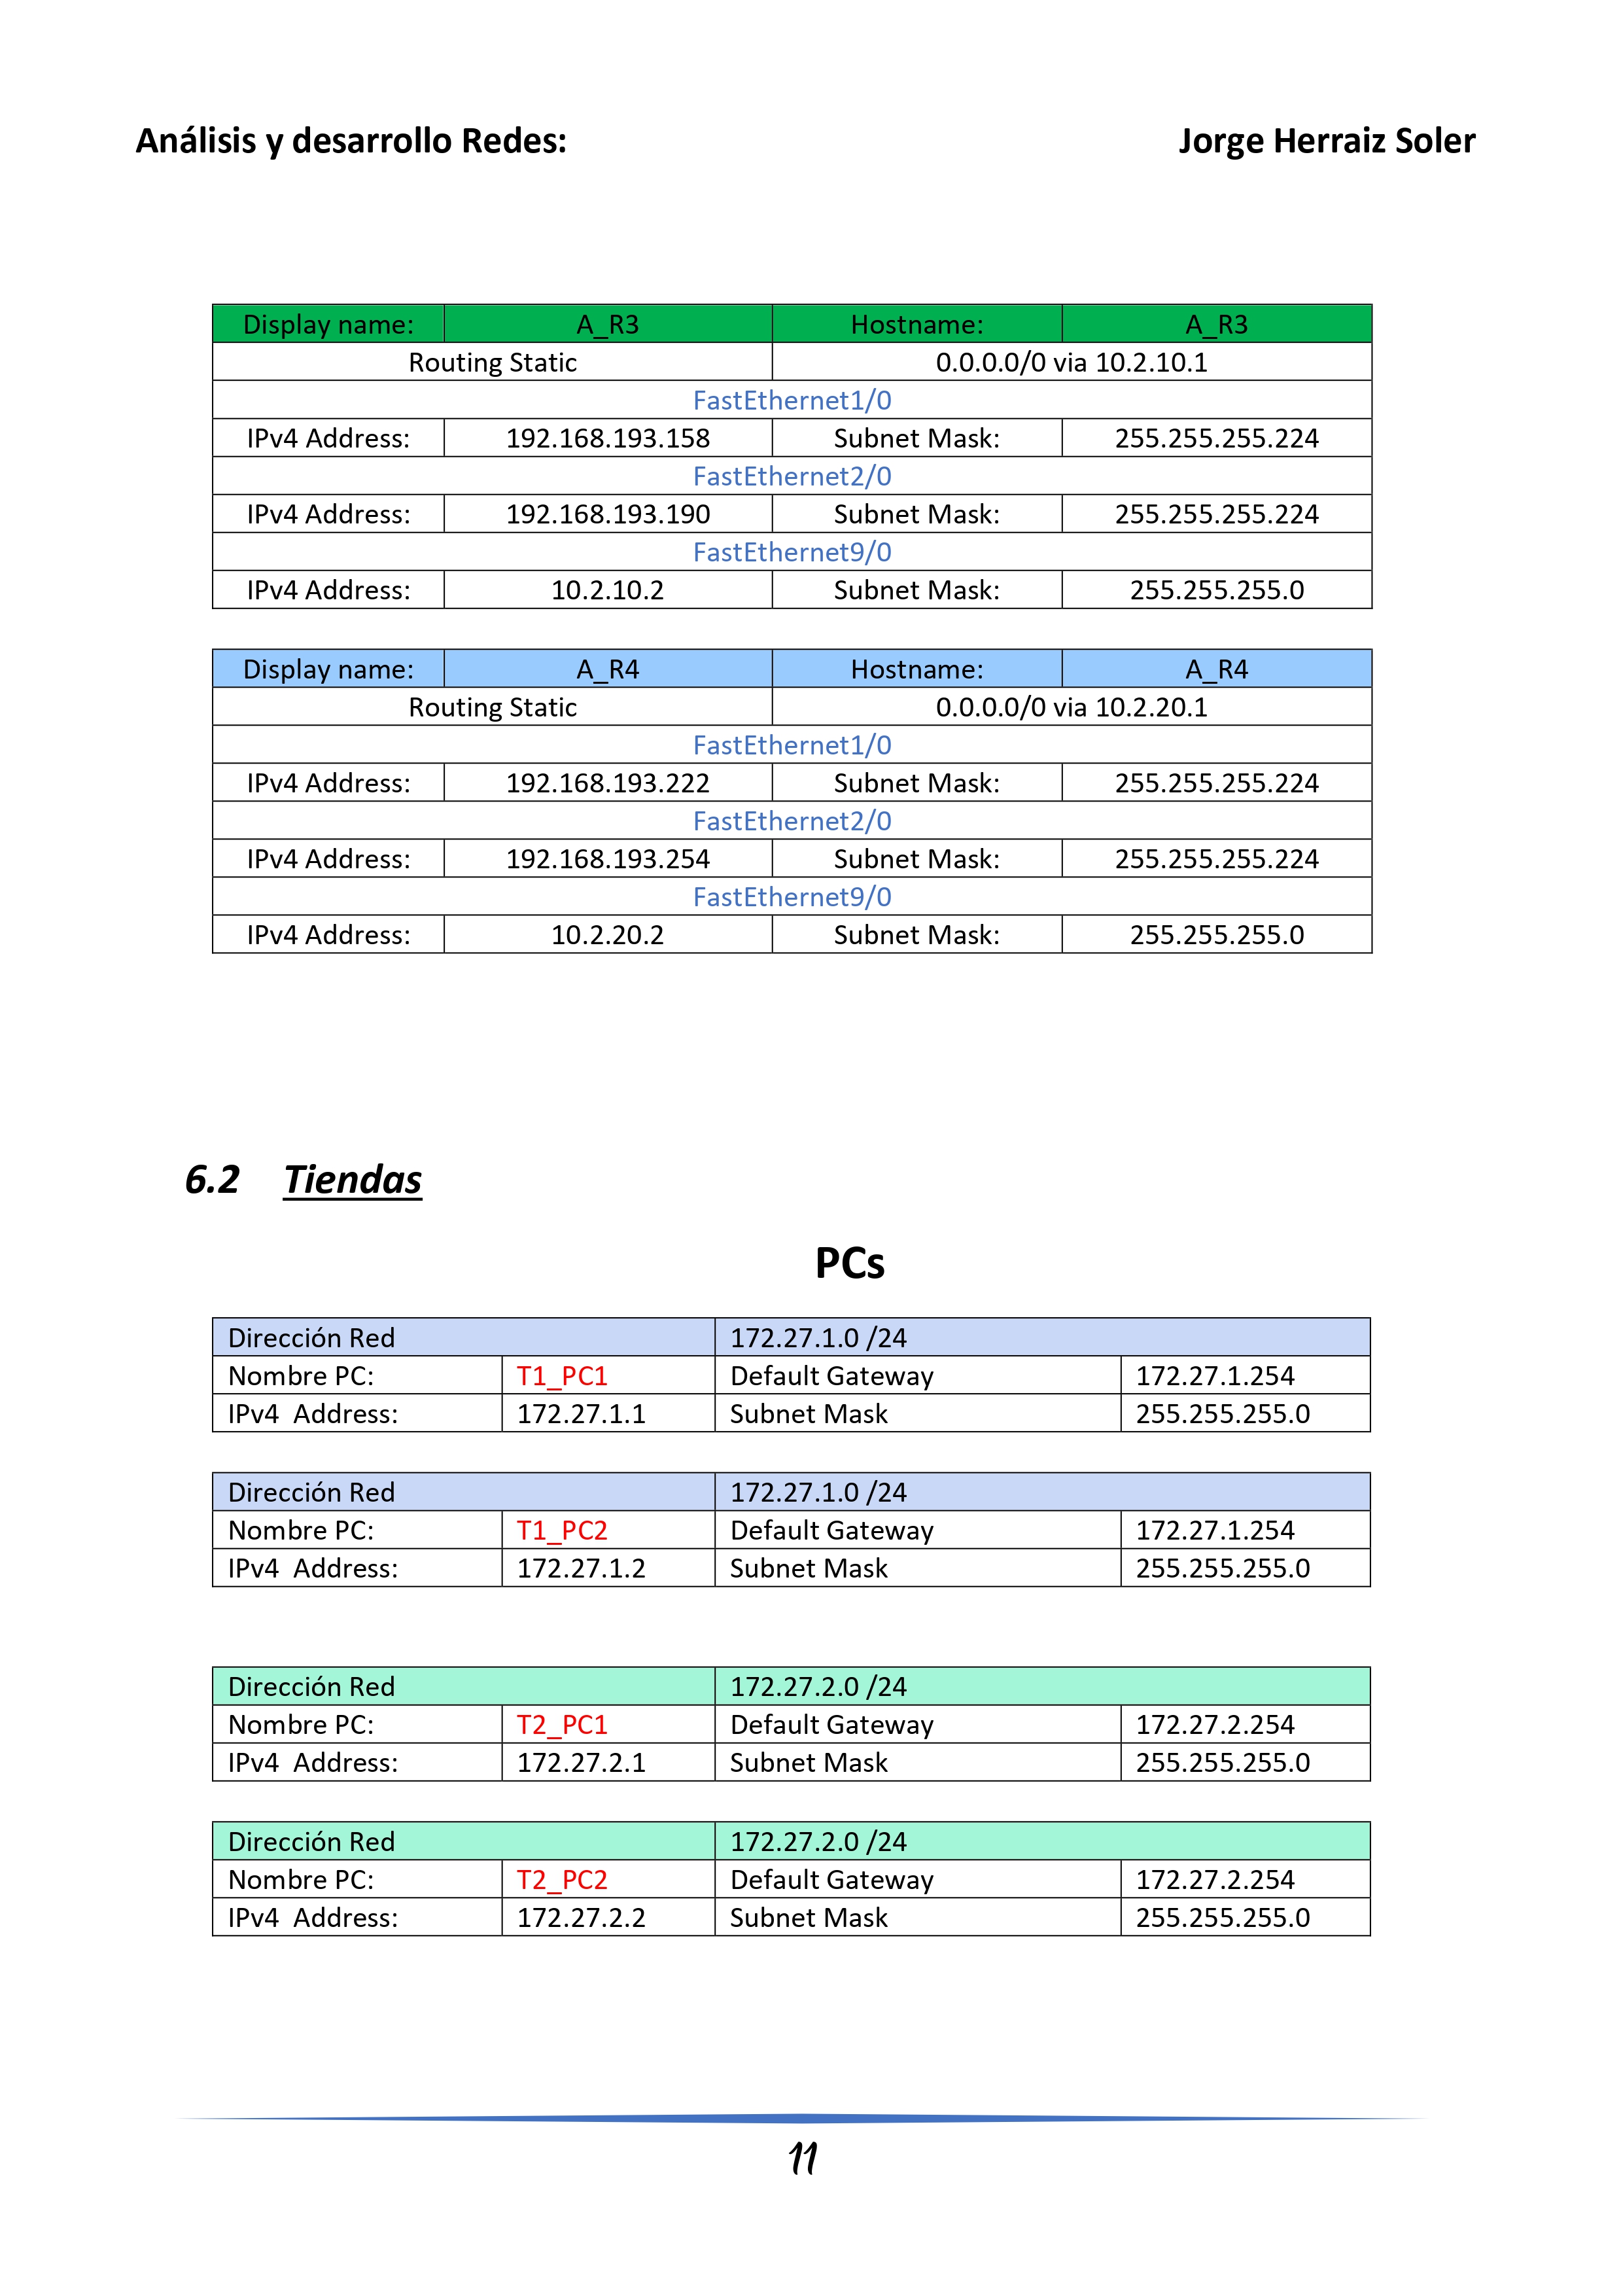 Análisis y desarrollo Redes: Jorge Herraiz Soler
Display name: A_R3 Hostname: A_R3
Routing Static 0.0.0.0/0 via 10.2.10.1
FastEthernet1/0
IPv4 Address: 192.168.193.158 Subnet Mask: 255.255.255.224
FastEthernet2/0
IPv4 Address: 192.168.193.190 Subnet Mask: 255.255.255.224
FastEthernet9/0
IPv4 Address: 10.2.10.2 Subnet Mask: 255.255.255.0
Display name: A_R4 Hostname: A_R4
Routing Static 0.0.0.0/0 via 10.2.20.1
FastEthernet1/0
IPv4 Address: 192.168.193.222 Subnet Mask: 255.255.255.224
FastEthernet2/0
IPv4 Address: 192.168.193.254 Subnet Mask: 255.255.255.224
FastEthernet9/0
IPv4 Address: 10.2.20.2 Subnet Mask: 255.255.255.0
6.2 Tiendas
PCs
Dirección Red 172.27.1.0 /24
Nombre PC: T1_PC1 Default Gateway 172.27.1.254
IPv4 Address: 172.27.1.1 Subnet Mask 255.255.255.0
Dirección Red 172.27.1.0 /24
Nombre PC: T1_PC2 Default Gateway 172.27.1.254
IPv4 Address: 172.27.1.2 Subnet Mask 255.255.255.0
Dirección Red 172.27.2.0 /24
Nombre PC: T2_PC1 Default Gateway 172.27.2.254
IPv4 Address: 172.27.2.1 Subnet Mask 255.255.255.0
Dirección Red 172.27.2.0 /24
Nombre PC: T2_PC2 Default Gateway 172.27.2.254
IPv4 Address: 172.27.2.2 Subnet Mask 255.255.255.0
11